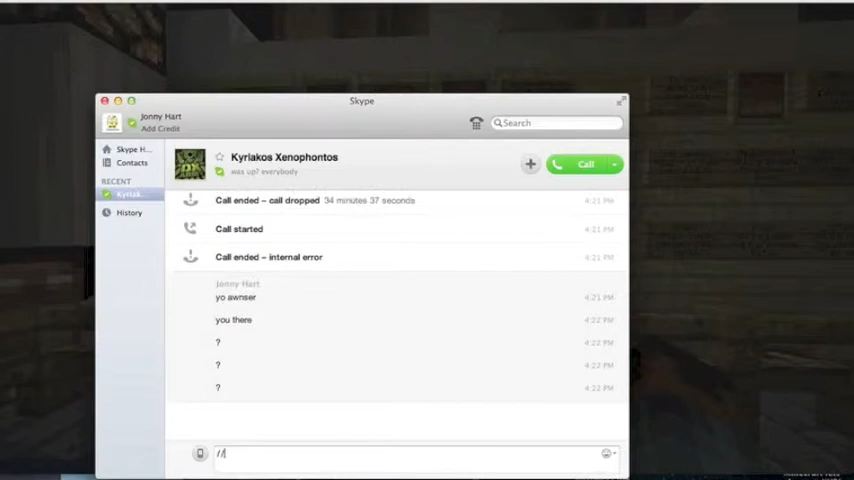 Skype
Jonny Hart
Add Credit
Search
Skype H...
Contacts
RECENT
Kyriak...
History
Kyriakos Xenophontos
was up? everybody
Call
Call ended – call dropped 34 minutes 37 seconds 4:21 PM
Call started 4:21 PM
Call ended – internal error 4:21 PM
Jonny Hart
yo awnser 4:21 PM
you there 4:22 PM
? 4:22 PM
? 4:22 PM
? 4:22 PM
//